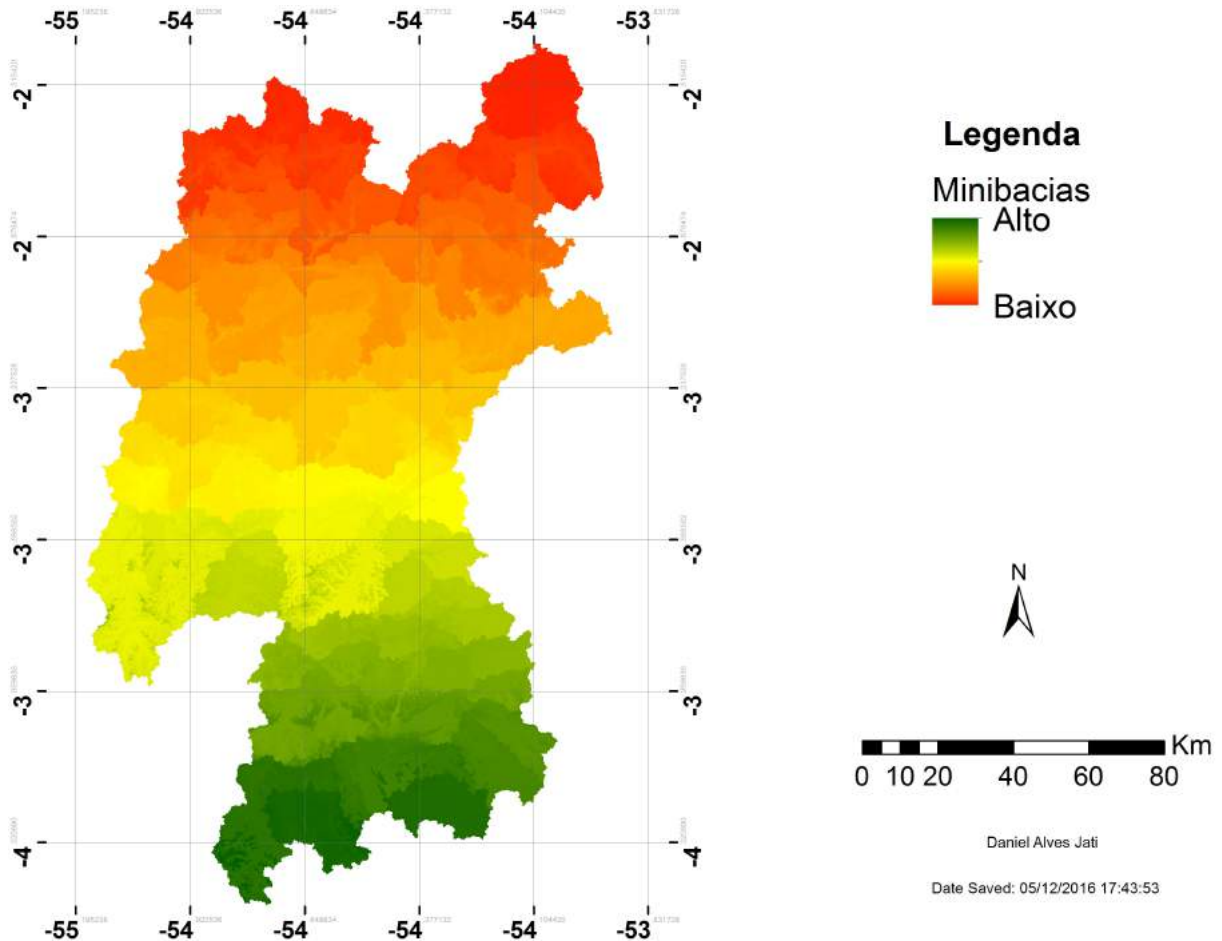 -55 -54 -54 -54 -54 -53
-2 -2
-2 -2
-3 -3
-3 -3
-3 -3
-4 -4
-55 -54 -54 -54 -54 -53
Legenda
Minibacias
Alto
Baixo
N
Km
0 10 20 40 60 80
Daniel Alves Jati
Date Saved: 05/12/2016 17:43:53